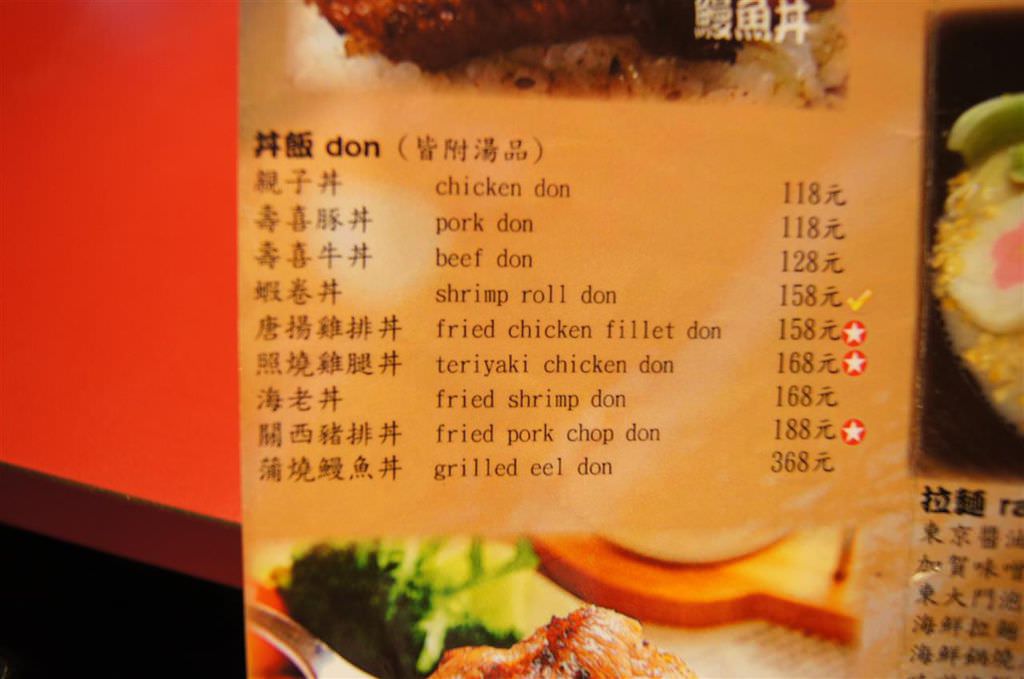 鰻魚丼
丼飯 don (皆附湯品)
親子丼 chicken don 118元
壽喜豚丼 pork don 118元
壽喜牛丼 beef don 128元
蝦卷丼 shrimp roll don 158元
唐揚雞排丼 fried chicken fillet don 158元
照燒雞腿丼 teriyaki chicken don 168元
海老丼 fried shrimp don 168元
關西豬排丼 fried pork chop don 188元
蒲燒鰻魚丼 grilled eel don 368元
拉麵 ra
東京醬油
加賀味噌
東大門泡
海鮮拉麵
海鮮鍋燒